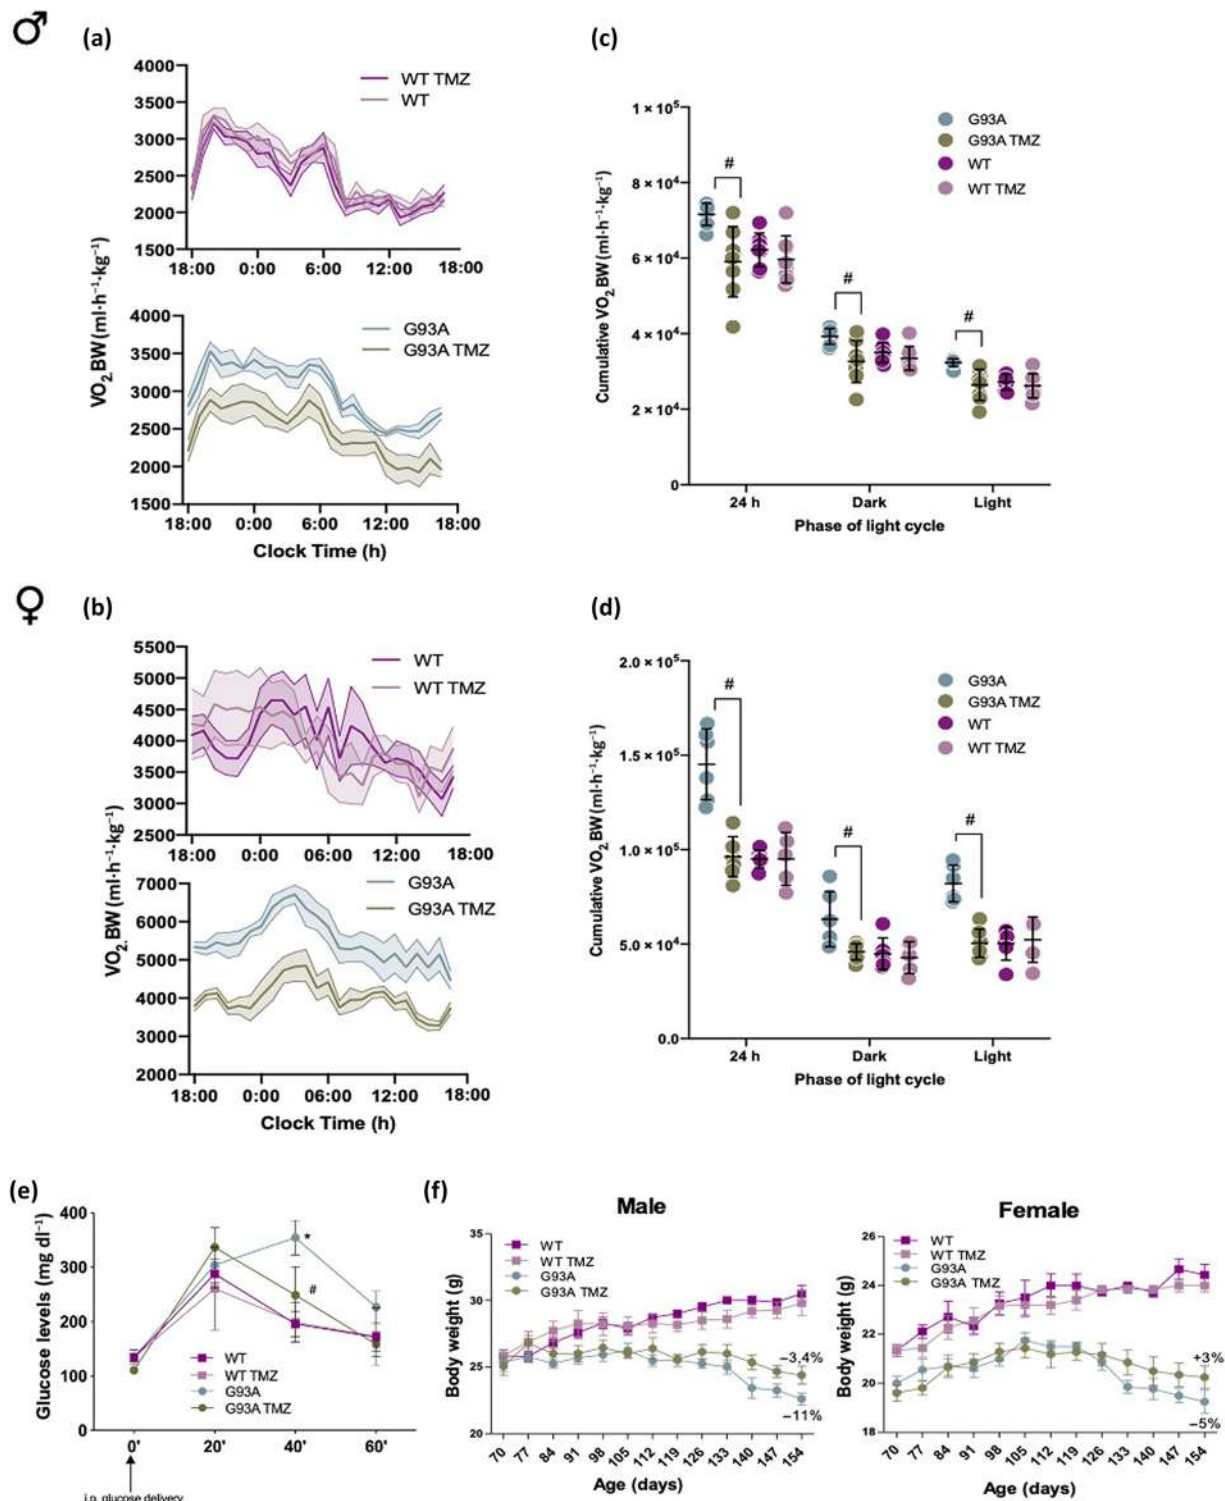 ♂
(a)
4000
3500
3000
2500
2000
1500
WT TMZ
WT
18:00 0:00 6:00 12:00 18:00
4000
3500
3000
2500
2000
1500
G93A
G93A TMZ
18:00 0:00 6:00 12:00 18:00
VO2, BW (ml·h⁻¹·kg⁻¹)
Clock Time (h)
(c)
1 × 10⁵
8 × 10⁴
6 × 10⁴
4 × 10⁴
2 × 10⁴
0
Cumulative VO2, BW (ml·h⁻¹·kg⁻¹)
G93A
G93A TMZ
WT
WT TMZ
#
#
#
24 h Dark Light
Phase of light cycle
♀
(b)
5500
5000
4500
4000
3500
3000
2500
WT
WT TMZ
18:00 0:00 06:00 12:00 18:00
7000
6000
5000
4000
3000
2000
G93A
G93A TMZ
18:00 0:00 06:00 12:00 18:00
VO2, BW (ml·h⁻¹·kg⁻¹)
Clock Time (h)
(d)
2.0 × 10⁵
1.5 × 10⁵
1.0 × 10⁵
5.0 × 10⁴
0.0
Cumulative VO2, BW (ml·h⁻¹·kg⁻¹)
G93A
G93A TMZ
WT
WT TMZ
#
#
#
24 h Dark Light
Phase of light cycle
(e)
400
300
200
100
0
Glucose levels (mg dl⁻¹)
*
#
WT
WT TMZ
G93A
G93A TMZ
0' 20' 40' 60'
i.p. glucose delivery
(f)
Male
35
30
25
20
Body weight (g)
WT
WT TMZ
G93A
G93A TMZ
−3,4%
−11%
70 77 84 91 98 105 112 119 126 133 140 147 154
Age (days)
Female
26
24
22
20
18
Body weight (g)
WT
WT TMZ
G93A
G93A TMZ
+3%
−5%
70 77 84 91 98 105 112 119 126 133 140 147 154
Age (days)